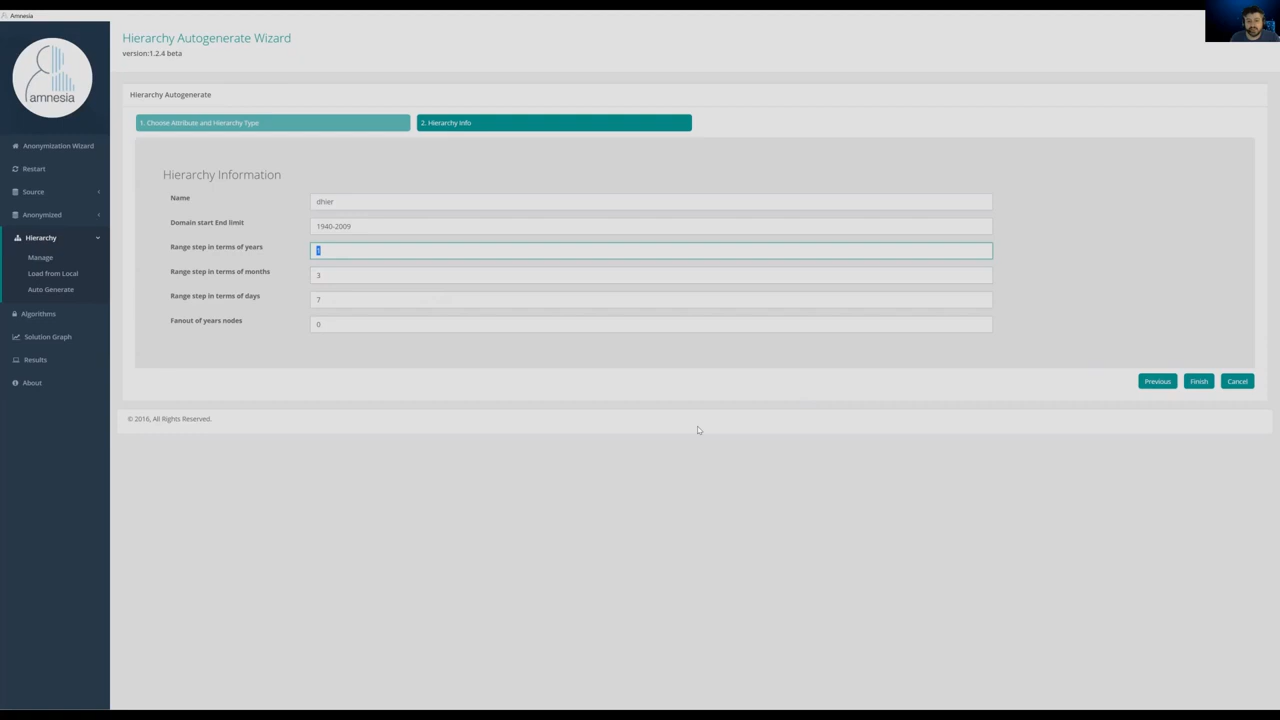 Amnesia
amnesia
Anonymization Wizard
Restart
Source
Anonymized
Hierarchy
Manage
Load from Local
Auto Generate
Algorithms
Solution Graph
Results
About
Hierarchy Autogenerate Wizard
version:1.2.4 beta
Hierarchy Autogenerate
1. Choose Attribute and Hierarchy Type
2. Hierarchy Info
Hierarchy Information
Name dhier
Domain start End limit 1940-2009
Range step in terms of years 1
Range step in terms of months 3
Range step in terms of days 7
Fanout of years nodes 0
Previous Finish Cancel
© 2016, All Rights Reserved.